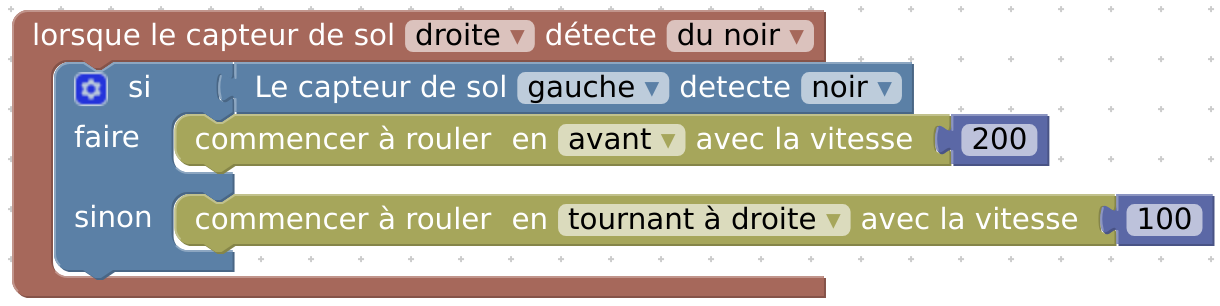 lorsque le capteur de sol droite ▼ détecte du noir ▼
si Le capteur de sol gauche ▼ detecte noir ▼
faire commencer à rouler en avant ▼ avec la vitesse 200
sinon commencer à rouler en tournant à droite ▼ avec la vitesse 100